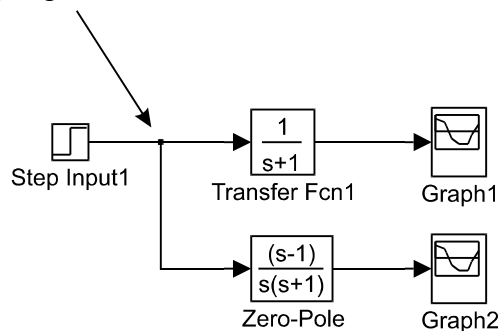 1
s+1
Step Input1
Transfer Fcn1
Graph1
(s-1)
s(s+1)
Zero-Pole
Graph2